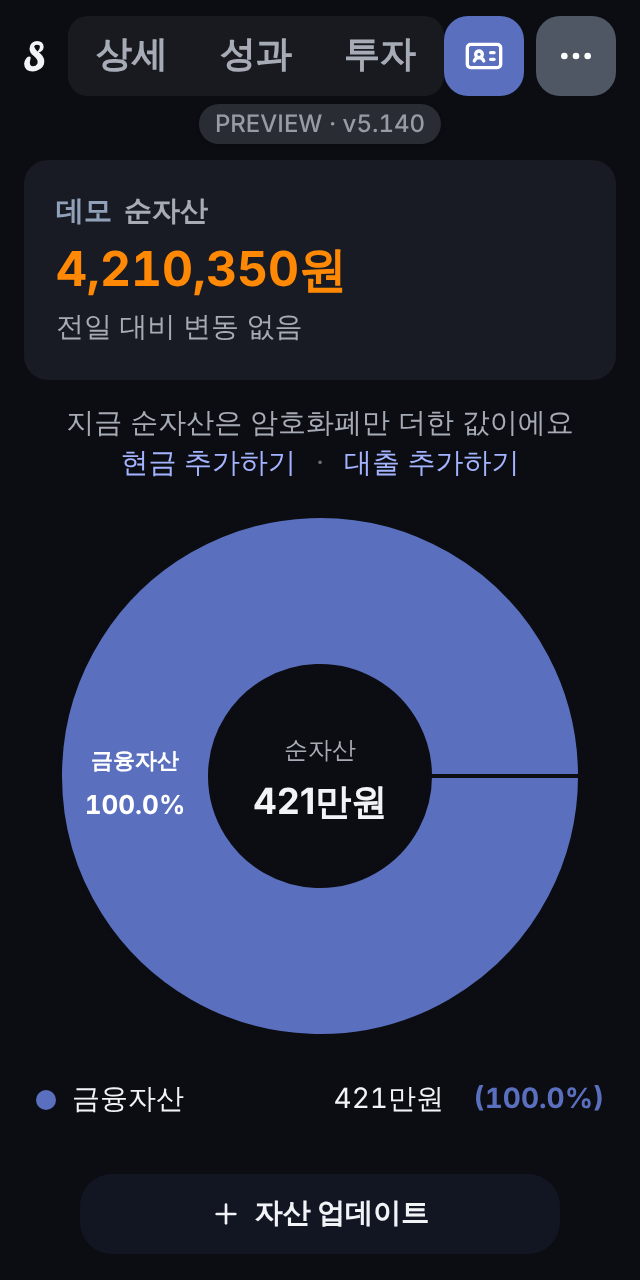 S 상세 성과 투자
PREVIEW · v5.140
데모 순자산
4,210,350원
전일 대비 변동 없음
지금 순자산은 암호화폐만 더한 값이에요
현금 추가하기 · 대출 추가하기
금융자산
100.0%
순자산
421만원
금융자산 421만원 (100.0%)
+ 자산 업데이트